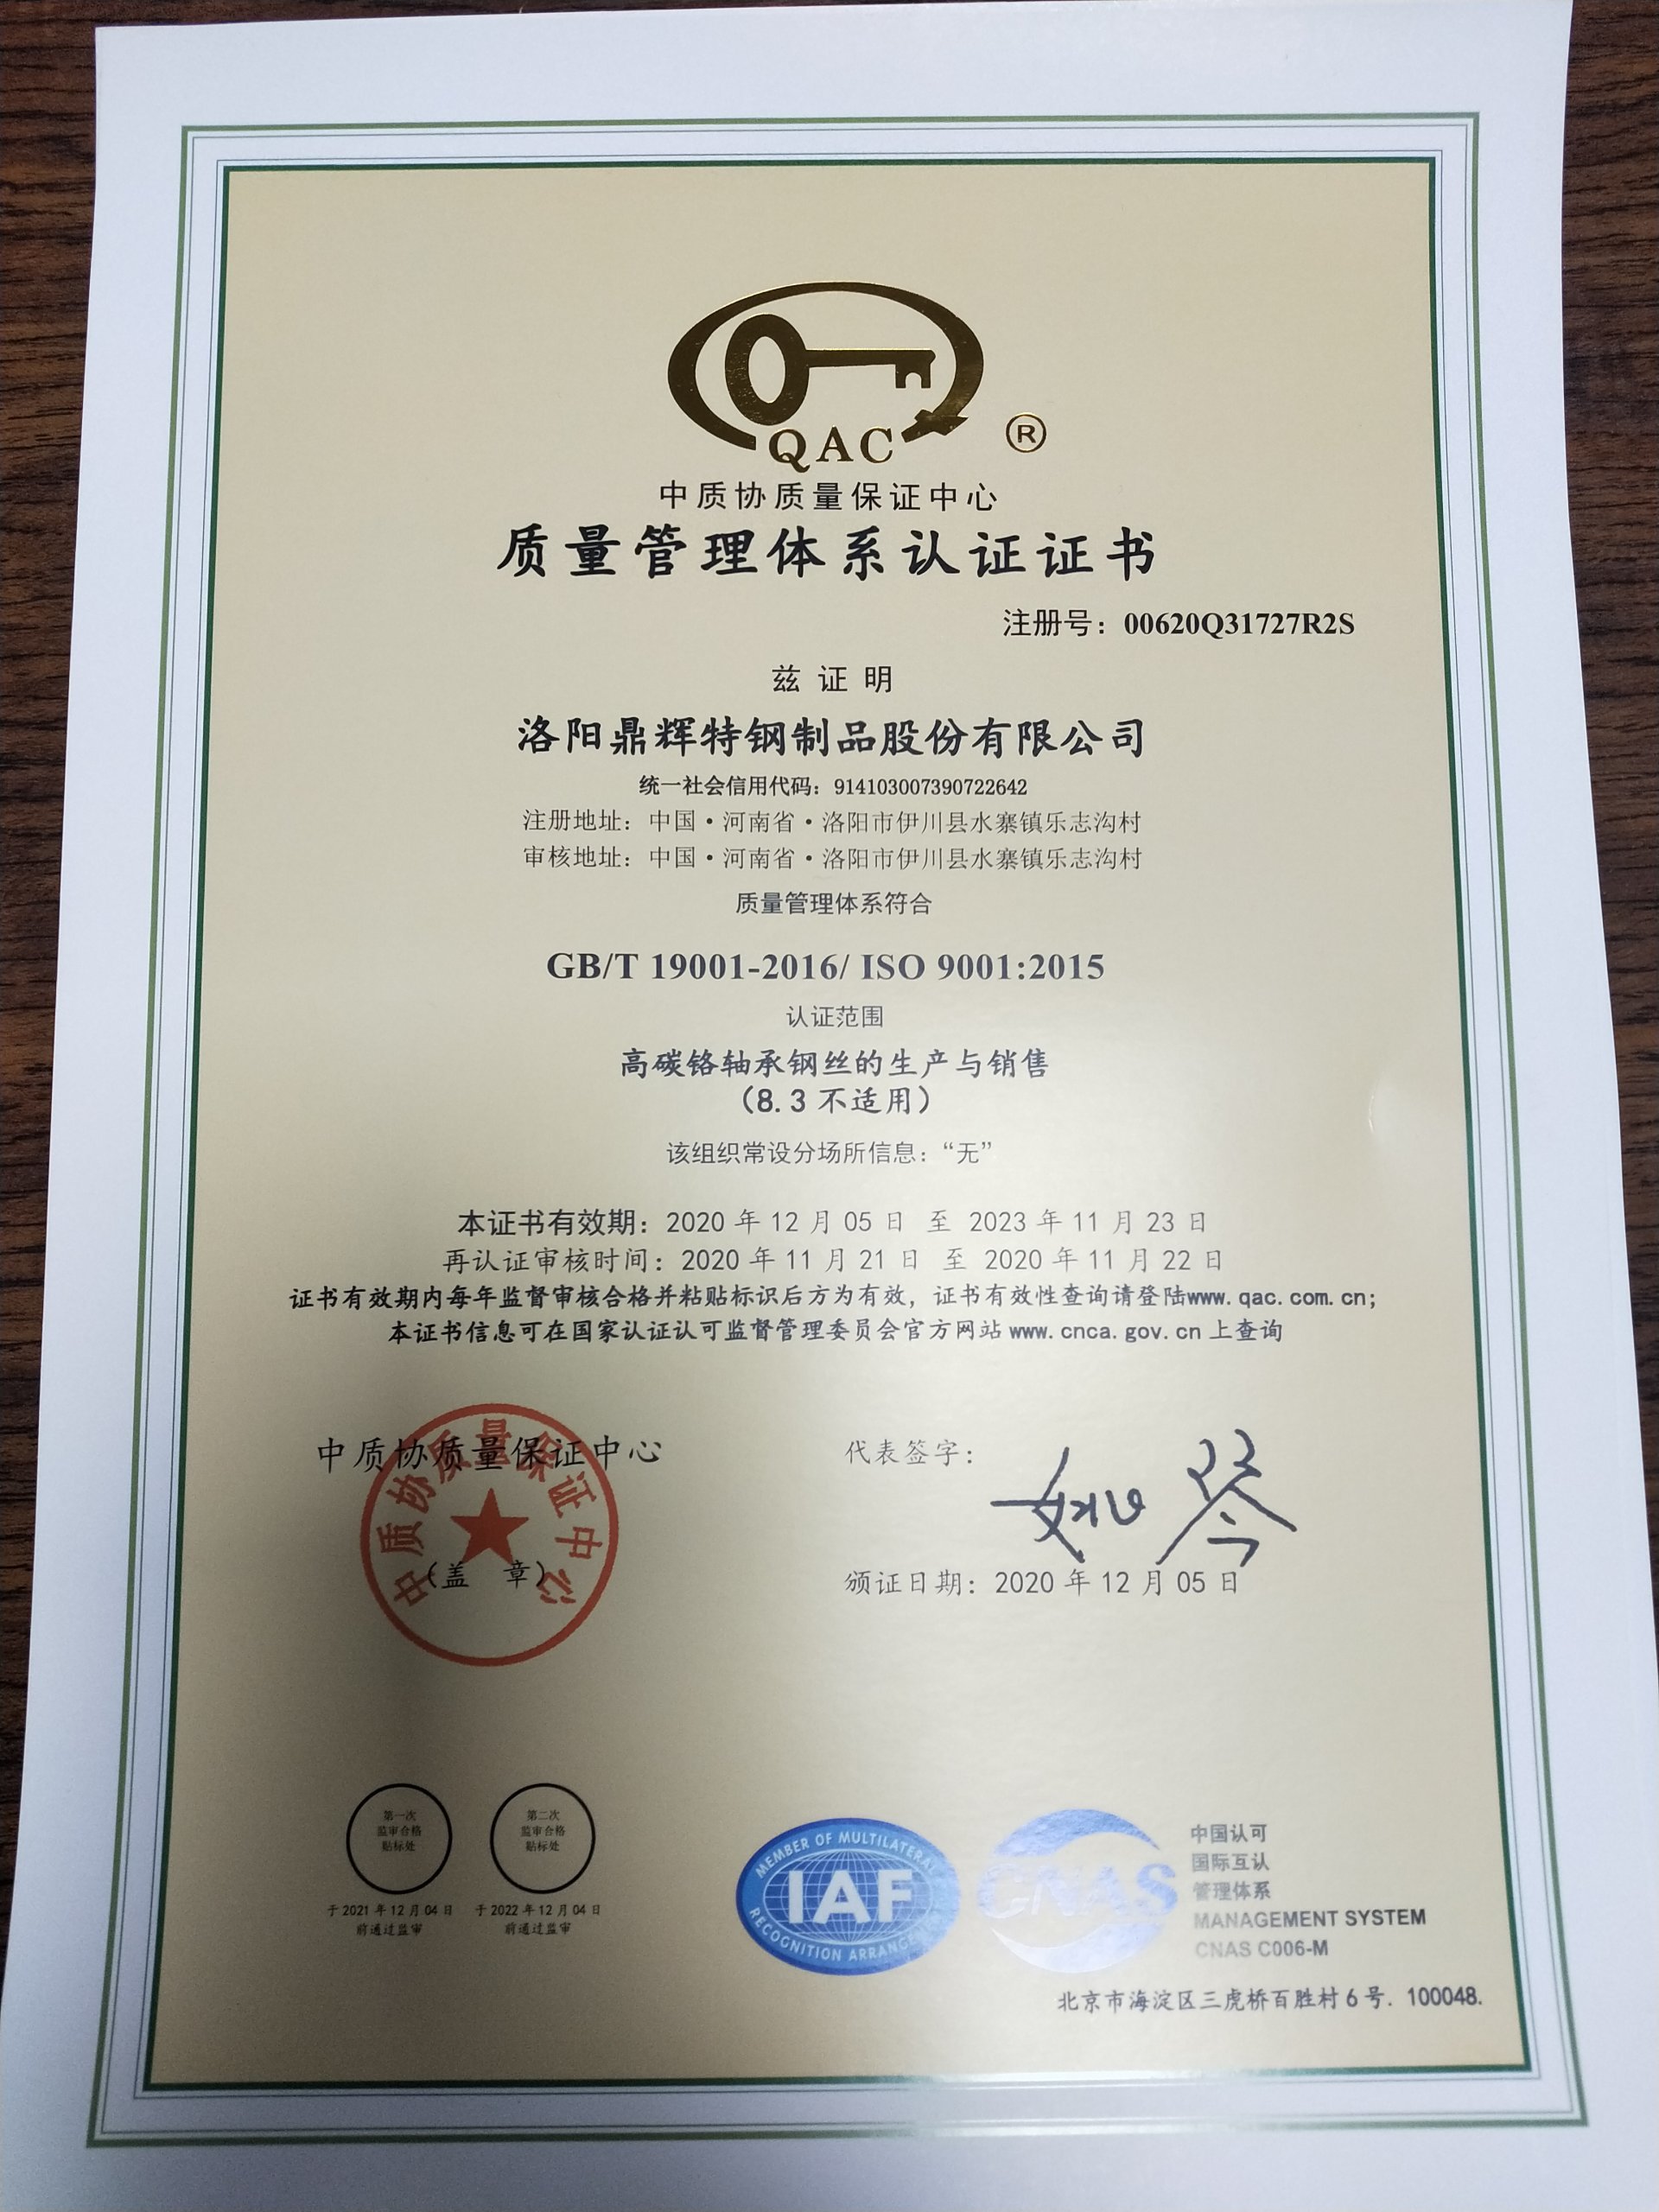 QAC
®
中质协质量保证中心
质量管理体系认证证书
注册号：00620Q31727R2S
兹 证 明
洛阳鼎辉特钢制品股份有限公司
统一社会信用代码：914103007390722642
注册地址：中国·河南省·洛阳市伊川县水寨镇乐志沟村
审核地址：中国·河南省·洛阳市伊川县水寨镇乐志沟村
质量管理体系符合
GB/T 19001-2016/ ISO 9001:2015
认证范围
高碳铬轴承钢丝的生产与销售
（8.3 不适用）
该组织常设分场所信息：“无”
本证书有效期：2020 年 12 月 05 日 至 2023 年 11 月 23 日
再认证审核时间：2020 年 11 月 21 日 至 2020 年 11 月 22 日
证书有效期内每年监督审核合格并粘贴标识后方为有效，证书有效性查询请登陆www.qac.com.cn;
本证书信息可在国家认证认可监督管理委员会官方网站 www.cnca.gov.cn 上查询
中质协质量保证中心
中质协质量保证中心
（盖 章）
代表签字：
姚琴
颁证日期：2020 年 12 月 05 日
第一次
监审合格
贴标处
于 2021 年 12 月 04 日
前通过监审
第二次
监审合格
贴标处
于 2022 年 12 月 04 日
前通过监审
MEMBER OF MULTILATERAL
IAF
RECOGNITION ARRANGEMENT
CNAS
中国认可
国际互认
管理体系
MANAGEMENT SYSTEM
CNAS C006-M
北京市海淀区三虎桥百胜村 6 号. 100048.